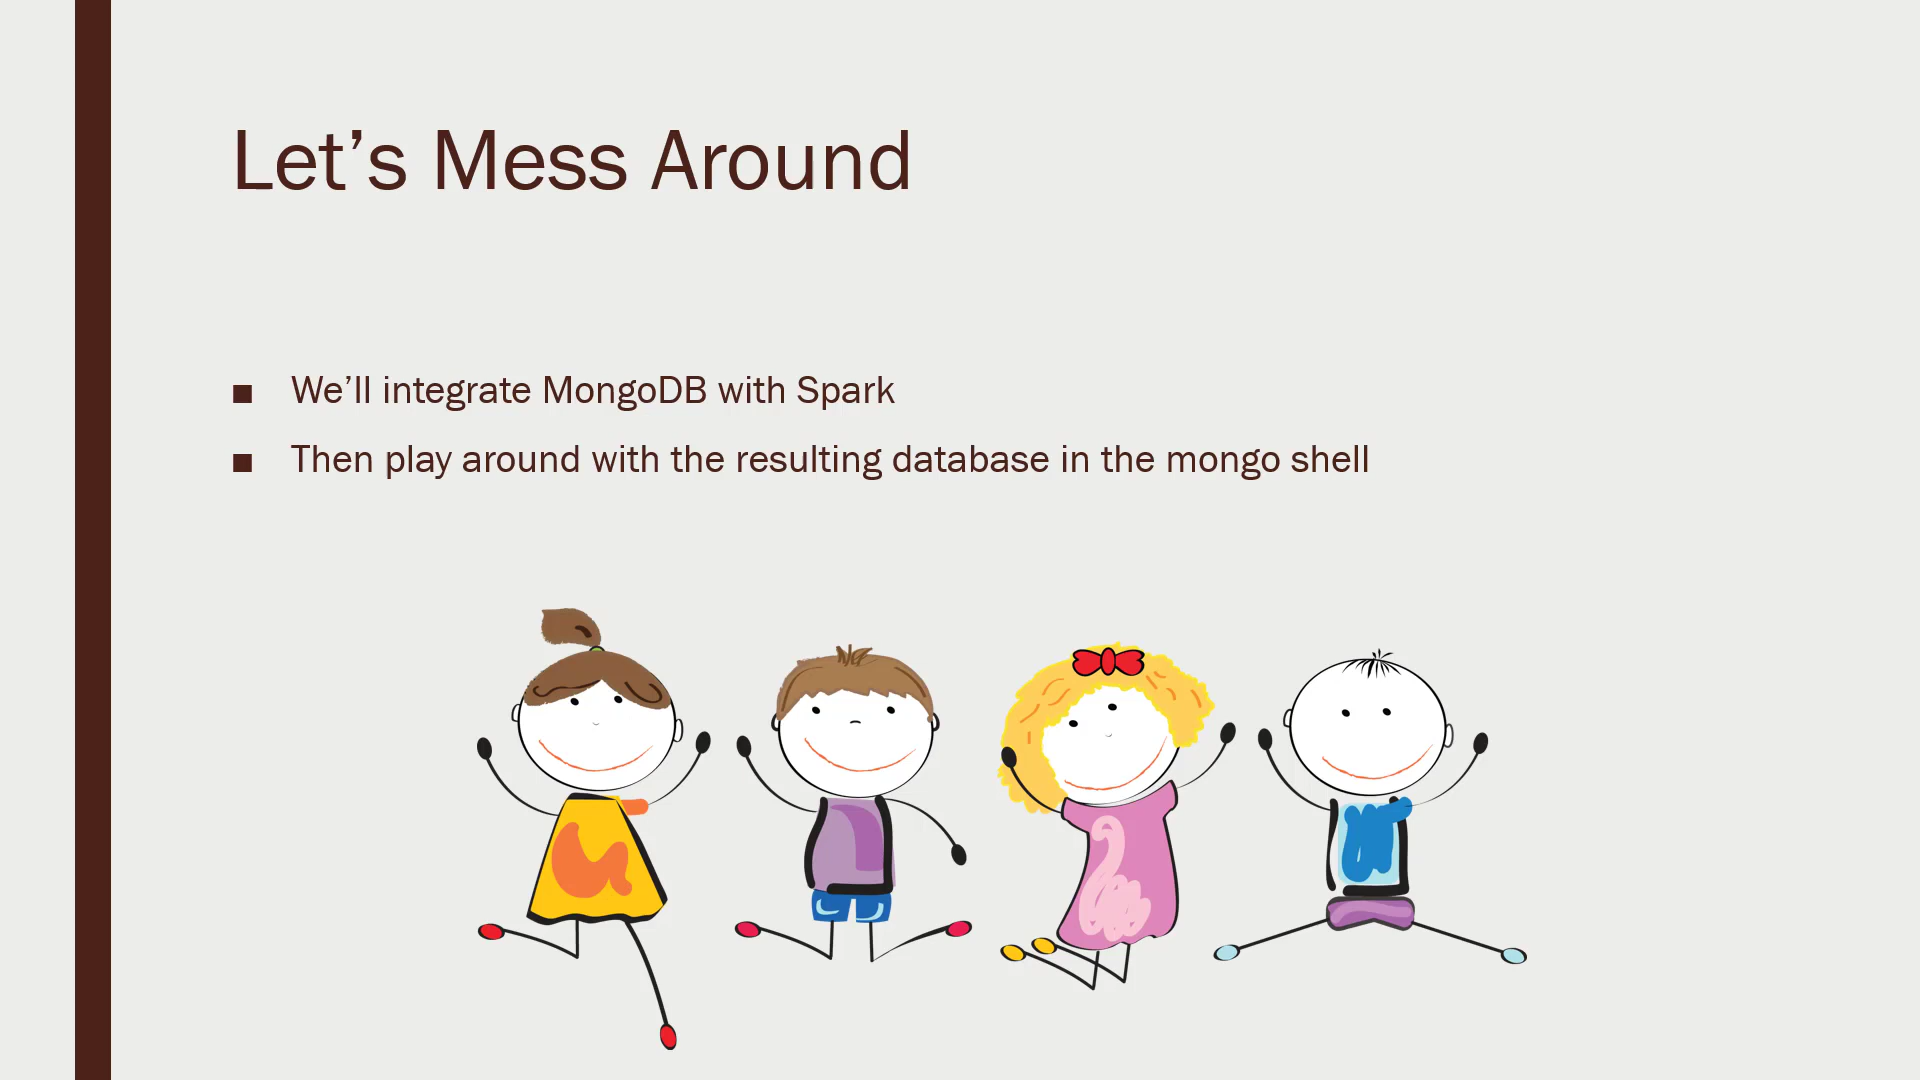 Let’s Mess Around
We’ll integrate MongoDB with Spark
Then play around with the resulting database in the mongo shell